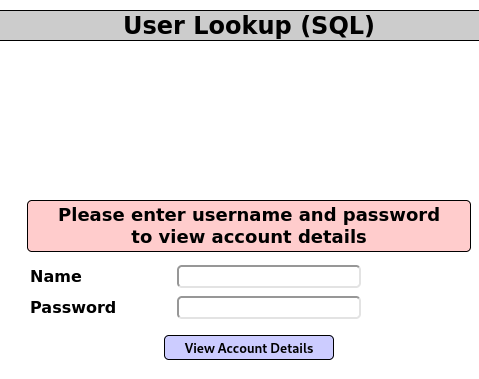 User Lookup (SQL)
Please enter username and password
to view account details
Name
Password
View Account Details